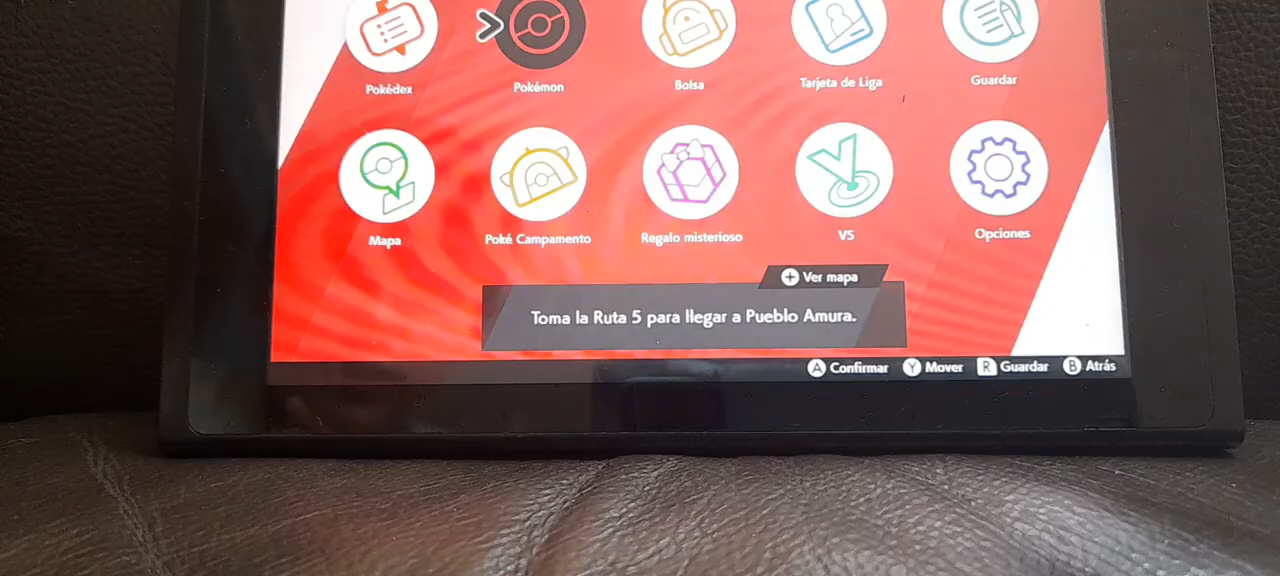 Pokédex
Pokémon
Bolsa
Tarjeta de Liga
Guardar
Mapa
Poké Campamento
Regalo misterioso
VS
Opciones
+ Ver mapa
Toma la Ruta 5 para llegar a Pueblo Amura.
A Confirmar Y Mover R Guardar B Atrás